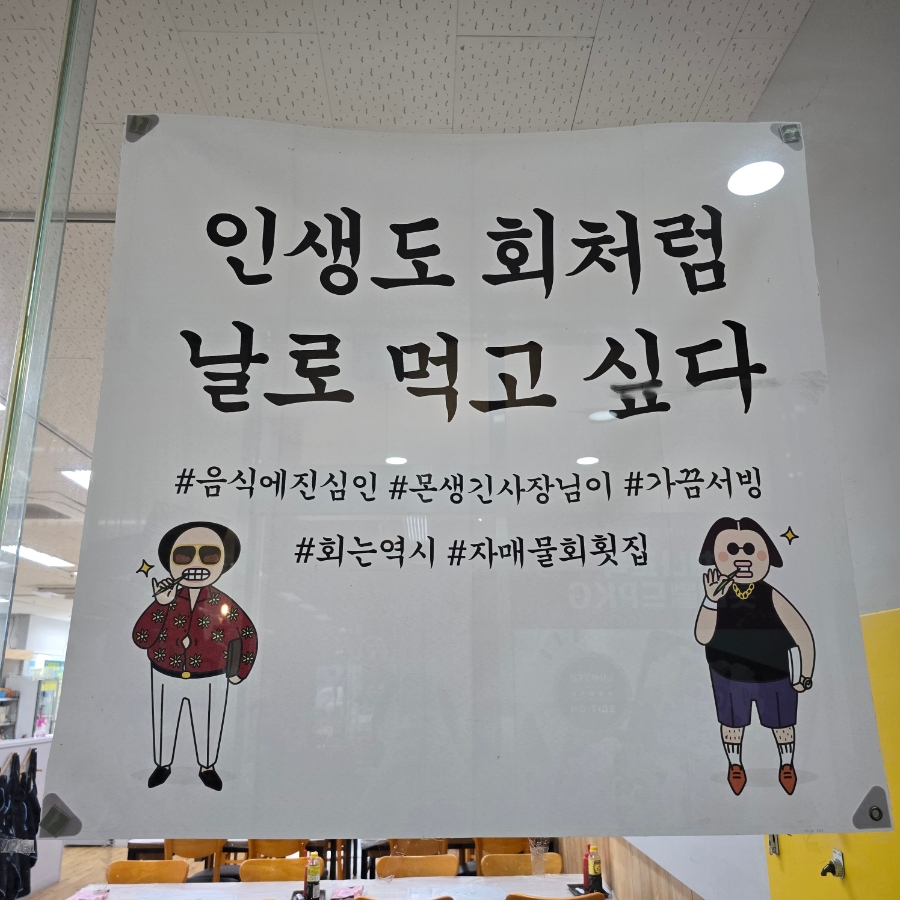 인생도 회처럼
날로 먹고 싶다
#음식에진심인 #몬생긴사장님이 #가끔서빙
#회는역시 #자매물회횟집